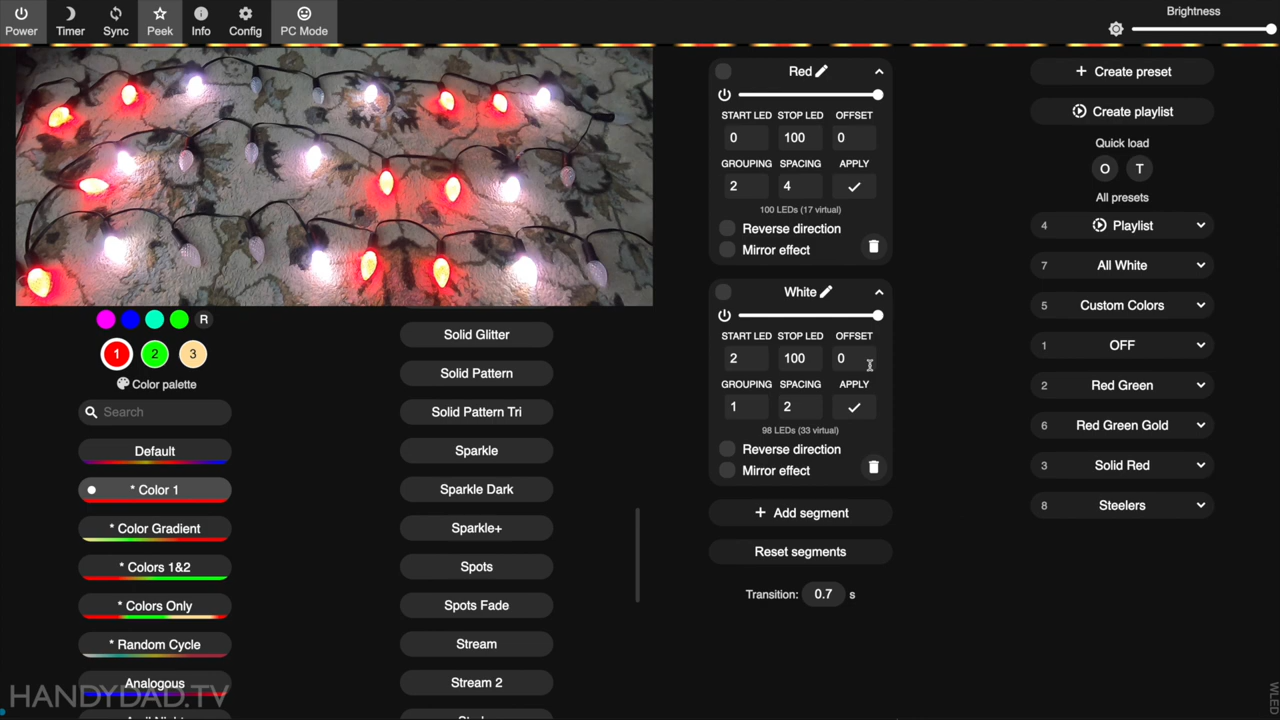 Power
Timer
Sync
Peek
Info
Config
PC Mode
Brightness
R
1
2
3
Color palette
Search
Default
* Color 1
* Color Gradient
* Colors 1&2
* Colors Only
* Random Cycle
Analogous
Solid Glitter
Solid Pattern
Solid Pattern Tri
Sparkle
Sparkle Dark
Sparkle+
Spots
Spots Fade
Stream
Stream 2
Red
START LED STOP LED OFFSET
0 100 0
GROUPING SPACING APPLY
2 4
100 LEDs (17 virtual)
Reverse direction
Mirror effect
White
START LED STOP LED OFFSET
2 100 0
GROUPING SPACING APPLY
1 2
98 LEDs (33 virtual)
Reverse direction
Mirror effect
+ Add segment
Reset segments
Transition: 0.7 s
+ Create preset
Create playlist
Quick load
O T
All presets
4 Playlist
7 All White
5 Custom Colors
1 OFF
2 Red Green
6 Red Green Gold
3 Solid Red
8 Steelers
HANDYDAD.TV
WLED